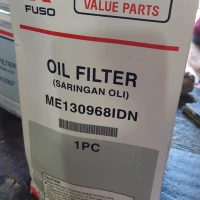 FUSO
VALUE PARTS
OIL FILTER
(SARINGAN OLI)
ME130968IDN
1PC